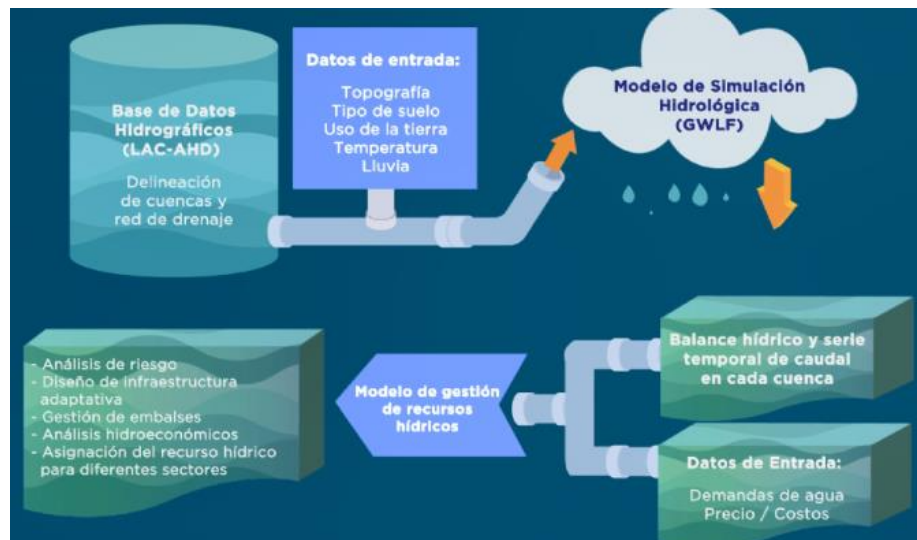 Base de Datos
Hidrográficos
(LAC-AHD)
Delineación
de cuencas y
red de drenaje
Datos de entrada:
Topografía
Tipo de suelo
Uso de la tierra
Temperatura
Lluvia
Modelo de Simulación
Hidrológica
(GWLF)
Balance hídrico y serie
temporal de caudal
en cada cuenca
Datos de Entrada:
Demandas de agua
Precio / Costos
Modelo de gestión
de recursos
hídricos
- Análisis de riesgo
- Diseño de infraestructura
adaptativa
- Gestión de embalses
- Análisis hidroeconómicos
- Asignación del recurso hídrico
para diferentes sectores